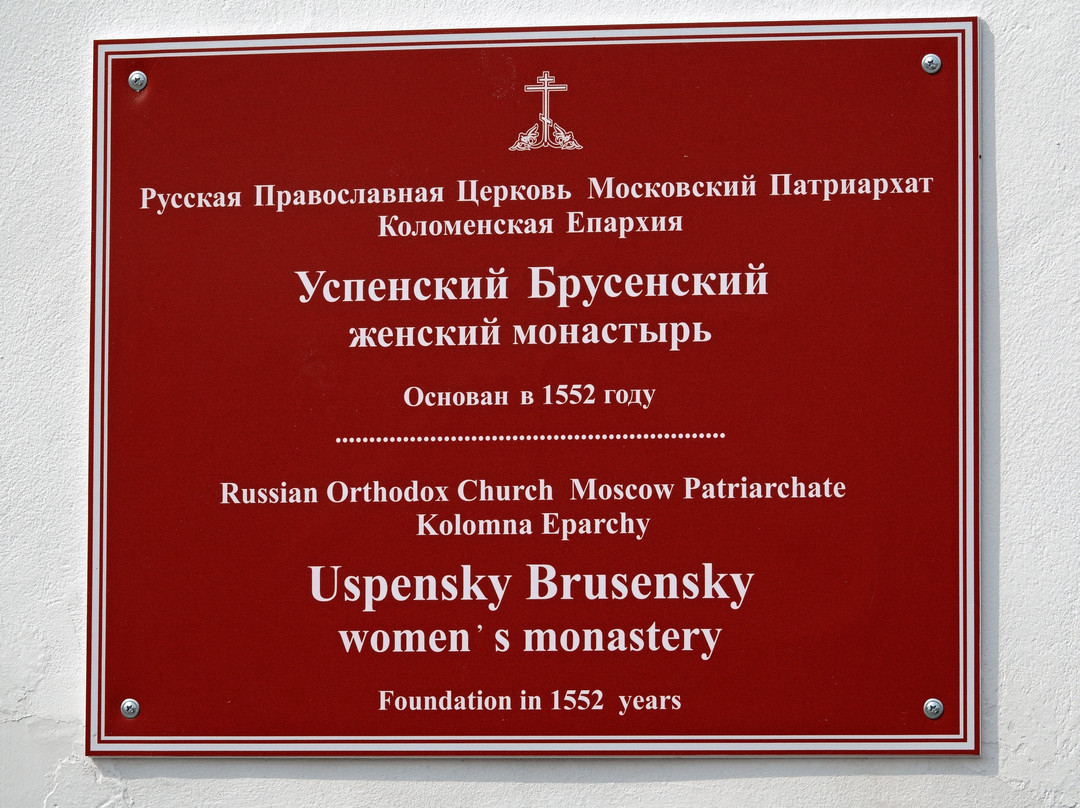 Русская Православная Церковь Московский Патриархат
Коломенская Епархия
Успенский Брусенский
женский монастырь
Основан в 1552 году
Russian Orthodox Church Moscow Patriarchate
Kolomna Eparchy
Uspensky Brusensky
women's monastery
Foundation in 1552 years